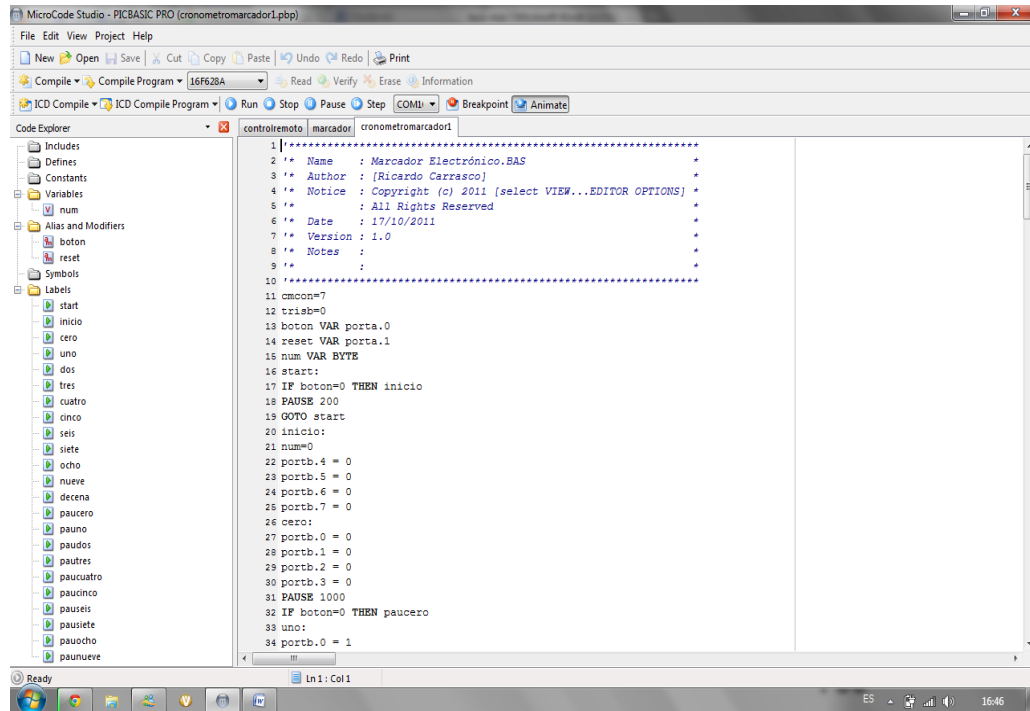 MicroCode Studio - PICBASIC PRO (cronometromarcador1.pbp)
File Edit View Project Help
New Open Save Cut Copy Paste Undo Redo Print
Compile Compile Program 16F628A Read Verify Erase Information
ICD Compile ICD Compile Program Run Stop Pause Step Breakpoint Animate
Code Explorer
Includes
Defines
Constants
Variables
num
Alias and Modifiers
boton
reset
Symbols
Labels
start
inicio
cero
uno
dos
tres
cuatro
cinco
seis
siete
ocho
nueve
decena
paucero
pauno
paudos
pautres
paucuatro
paucinco
pauseis
pausiete
pauocho
paunueve
controlremoto marcador cronometromarcador1
1 '****************************************************************
2 '* Name : Marcador Electrónico.BAS *
3 '* Author : [Ricardo Carrasco] *
4 '* Notice : Copyright (c) 2011 [select VIEW...EDITOR OPTIONS] *
5 '* : All Rights Reserved *
6 '* Date : 17/10/2011 *
7 '* Version : 1.0 *
8 '* Notes : *
9 '* : *
10 '****************************************************************
11 cmcon=7
12 trisb=0
13 boton VAR porta.0
14 reset VAR porta.1
15 num VAR BYTE
16 start:
17 IF boton=0 THEN inicio
18 PAUSE 200
19 GOTO start
20 inicio:
21 num=0
22 portb.4 = 0
23 portb.5 = 0
24 portb.6 = 0
25 portb.7 = 0
26 cero:
27 portb.0 = 0
28 portb.1 = 0
29 portb.2 = 0
30 portb.3 = 0
31 PAUSE 1000
32 IF boton=0 THEN paucero
33 uno:
34 portb.0 = 1
Ready
Ln 1 : Col 1
ES 16:46